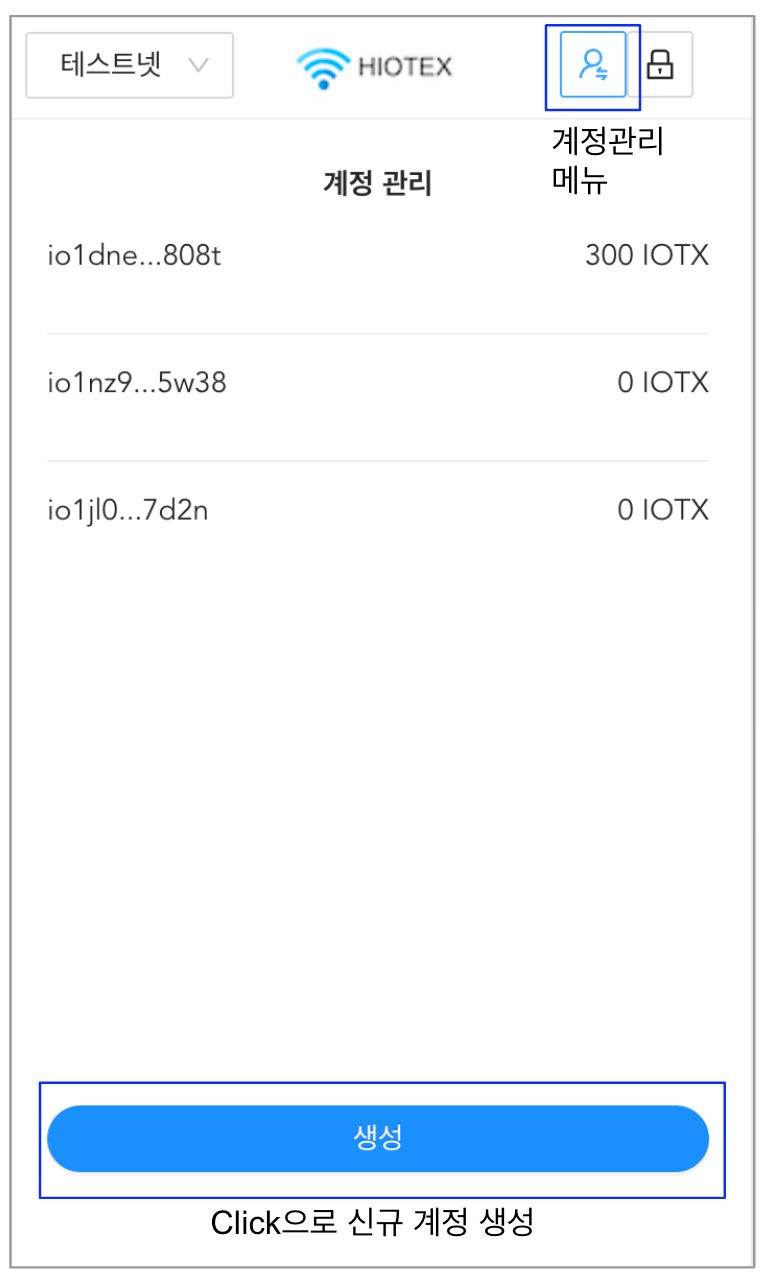 테스트넷
HIOTEX
계정관리
메뉴
계정 관리
io1dne...808t 300 IOTX
io1nz9...5w38 0 IOTX
io1jl0...7d2n 0 IOTX
생성
Click으로 신규 계정 생성